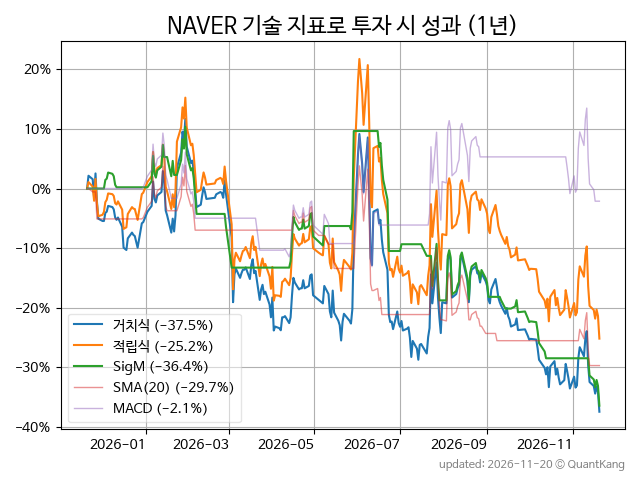 NAVER 기술 지표로 투자 시 성과 (1년)
20%
10%
0%
−10%
−20%
−30%
−40%
거치식 (−37.5%)
적립식 (−25.2%)
SigM (−36.4%)
SMA(20) (−29.7%)
MACD (−2.1%)
2026-01 2026-03 2026-05 2026-07 2026-09 2026-11
updated: 2026-11-20 © QuantKang